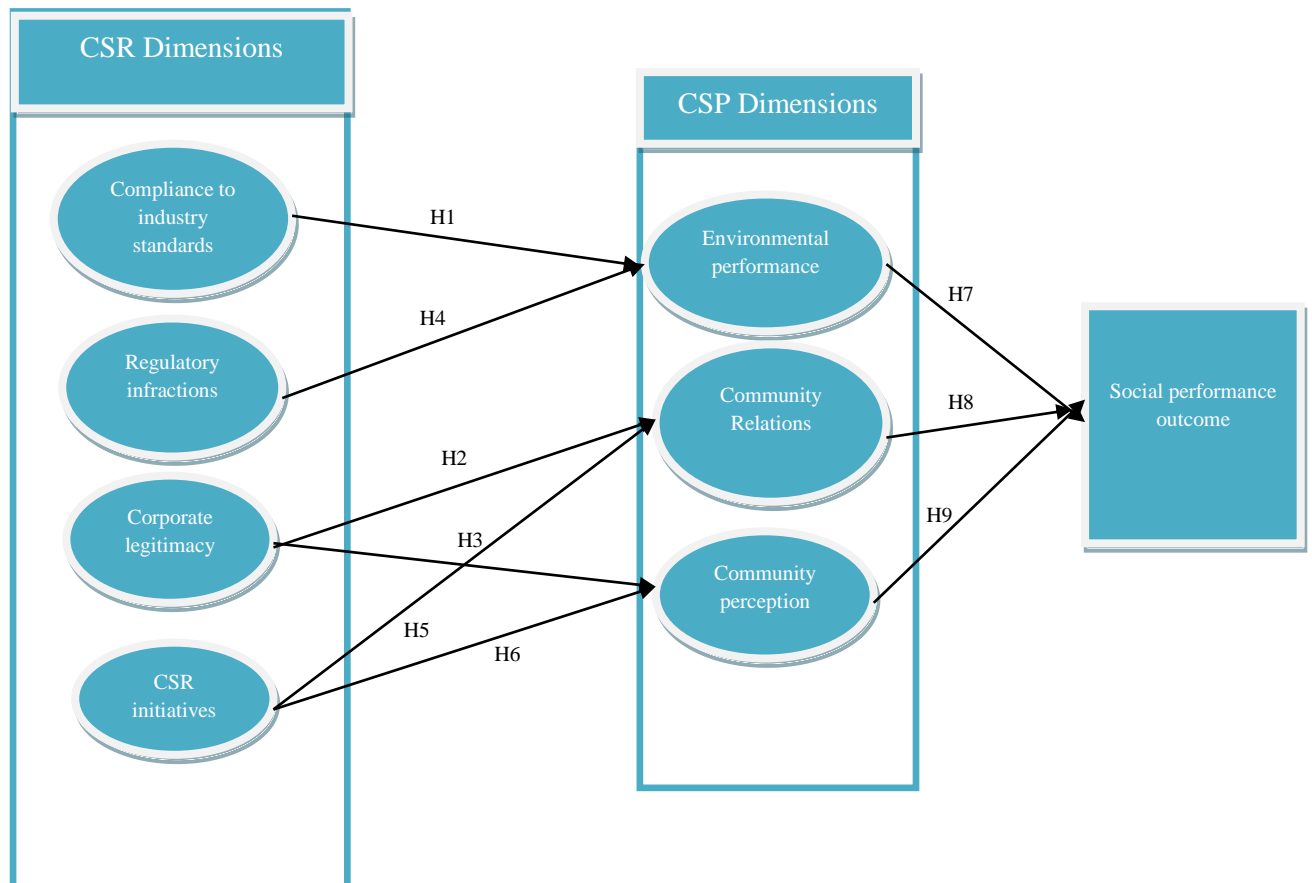 CSR Dimensions
CSP Dimensions
Compliance to
industry
standards
H1
Environmental
performance
H7
H4
Regulatory
infractions
Community
Relations
H8
Social performance
outcome
H2
Corporate
legitimacy
H3
H9
Community
perception
H5
H6
CSR
initiatives